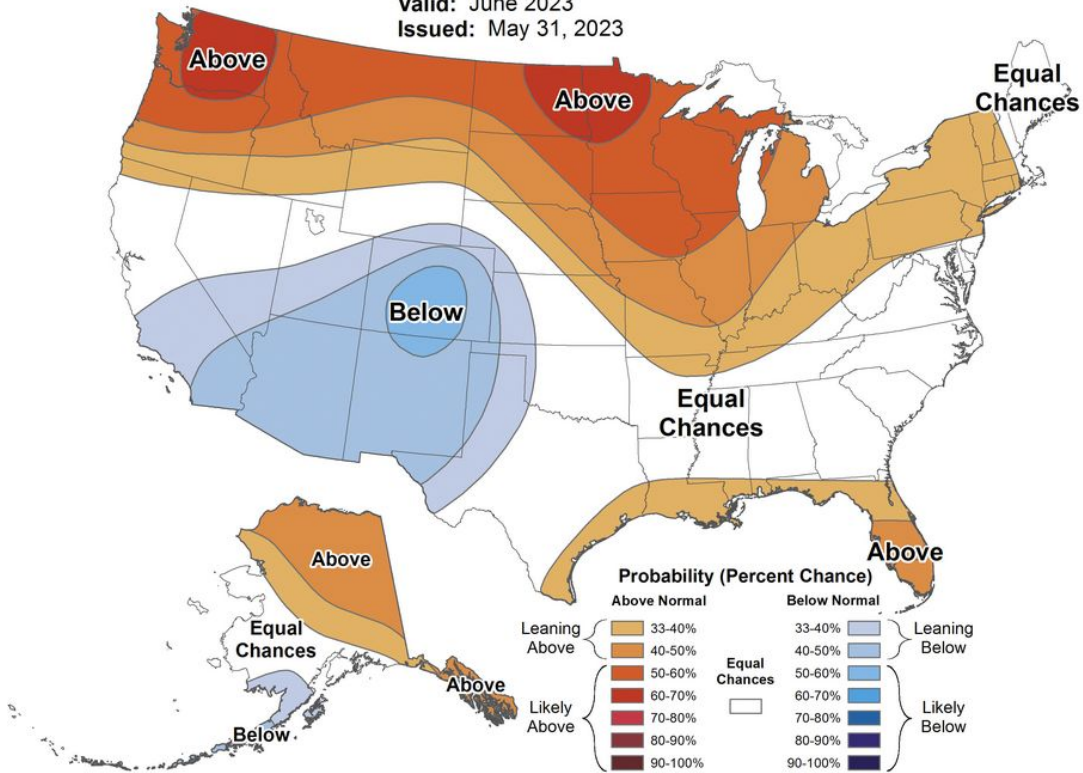 Valid: June 2023
Issued: May 31, 2023
Above
Above
Equal
Chances
Below
Equal
Chances
Above
Above
Equal
Chances
Above
Below
Probability (Percent Chance)
Above Normal
Below Normal
Leaning
Above
33-40%
40-50%
Likely
Above
50-60%
60-70%
70-80%
80-90%
90-100%
Equal
Chances
33-40%
40-50%
Leaning
Below
50-60%
60-70%
70-80%
80-90%
90-100%
Likely
Below